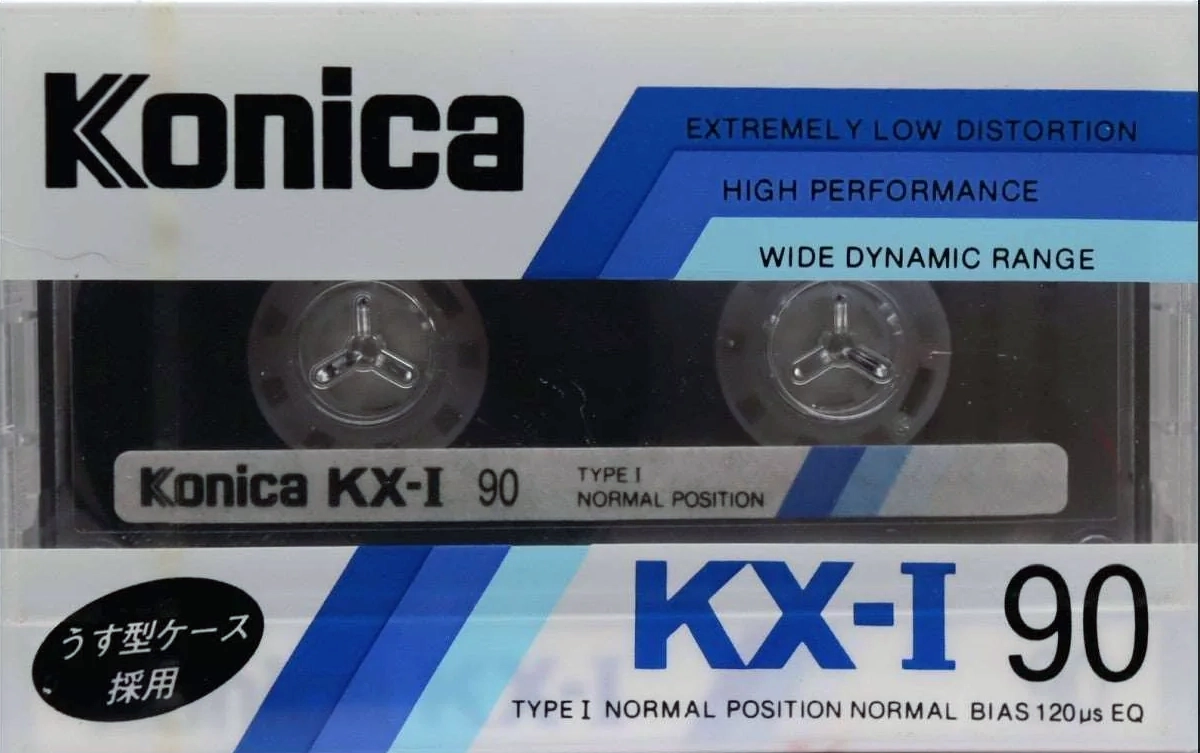 Konica
EXTREMELY LOW DISTORTION
HIGH PERFORMANCE
WIDE DYNAMIC RANGE
Konica KX-I 90
TYPE I
NORMAL POSITION
うす型ケース
採用
KX-I 90
TYPE I NORMAL POSITION NORMAL BIAS 120μs EQ